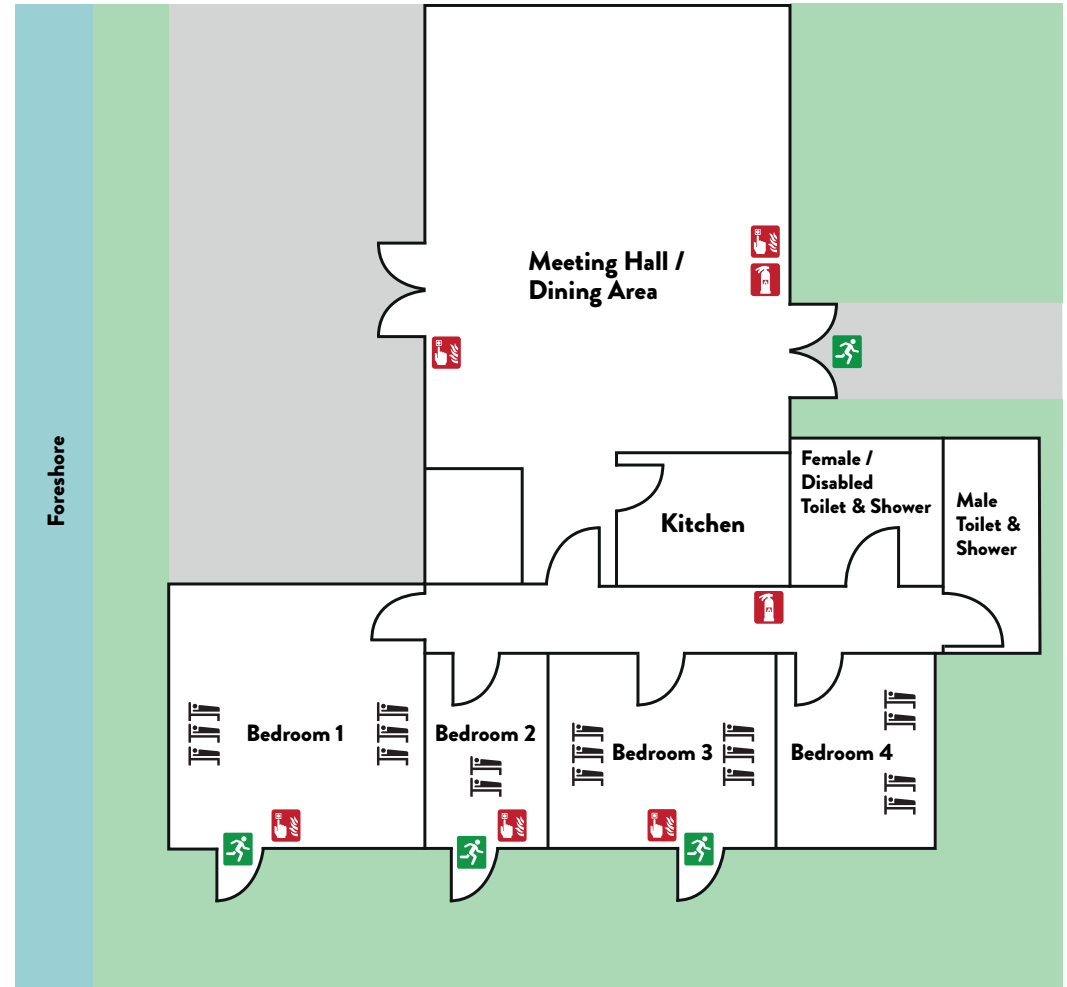 Meeting Hall /
Dining Area
Foreshore
Kitchen
Female /
Disabled
Toilet & Shower
Male
Toilet &
Shower
Bedroom 1
Bedroom 2
Bedroom 3
Bedroom 4